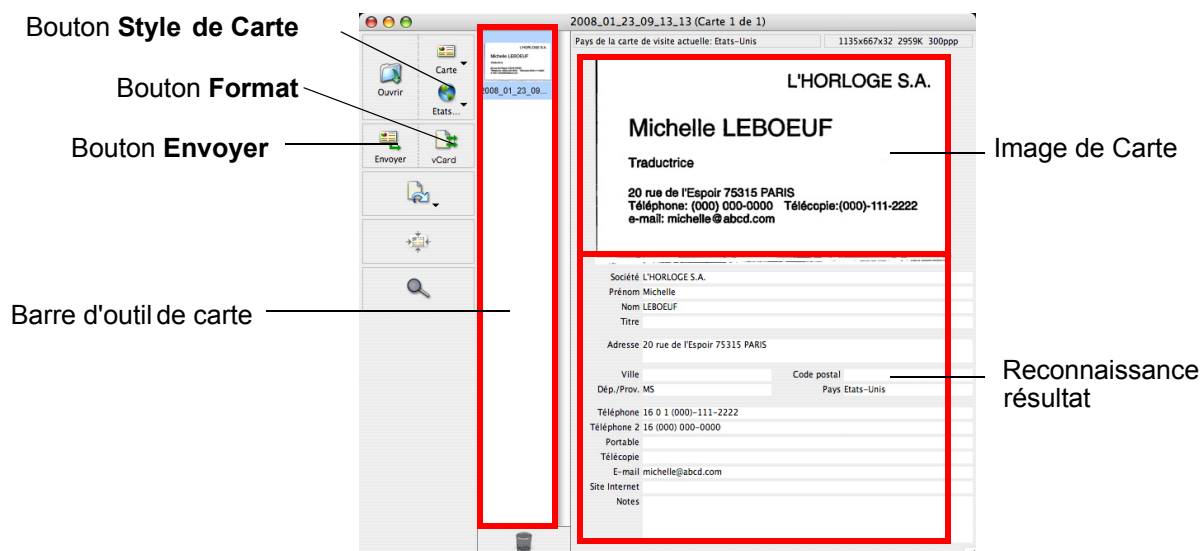 Bouton Style de Carte
Bouton Format
Bouton Envoyer
Barre d'outil de carte
2008_01_23_09_13_13 (Carte 1 de 1)
Ouvrir
Carte
Etats...
Envoyer
vCard
L'HORLOGE S.A.
Michelle LEBOEUF
2008_01_23_09...
Pays de la carte de visite actuelle: Etats-Unis
1135x667x32 2959K 300ppp
L'HORLOGE S.A.
Michelle LEBOEUF
Traductrice
20 rue de l'Espoir 75315 PARIS
Téléphone: (000) 000-0000 Télécopie:(000)-111-2222
e-mail: michelle@abcd.com
Société L'HORLOGE S.A.
Prénom Michelle
Nom LEBOEUF
Titre
Adresse 20 rue de l'Espoir 75315 PARIS
Ville Code postal
Dép./Prov. MS Pays Etats-Unis
Téléphone 16 0 1 (000)-111-2222
Téléphone 2 16 (000) 000-0000
Portable
Télécopie
E-mail michelle@abcd.com
Site Internet
Notes
Image de Carte
Reconnaissance
résultat